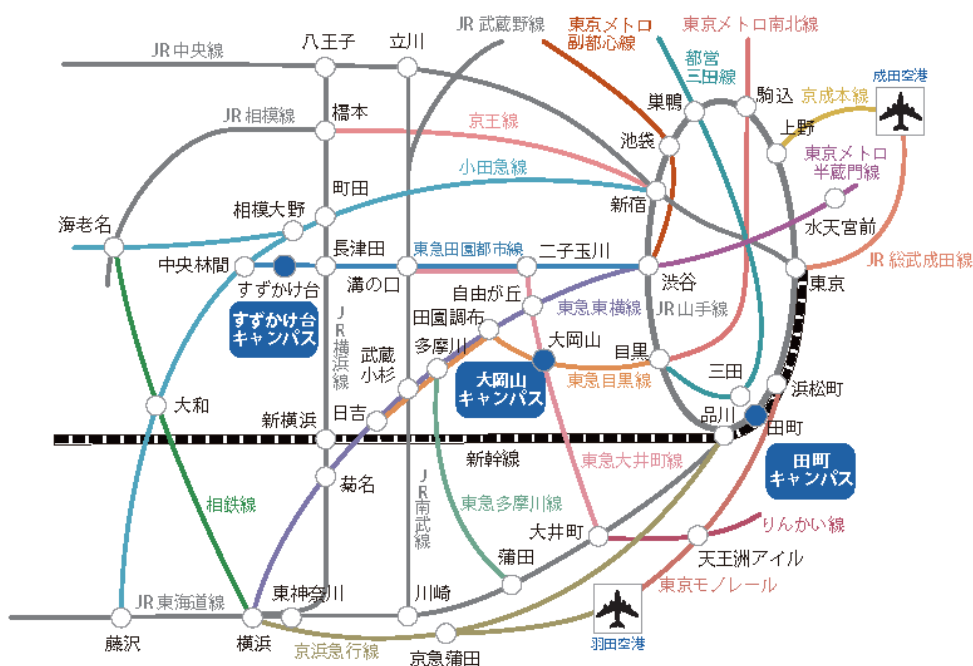 JR 中央線
八王子
立川
JR 武蔵野線
東京メトロ
副都心線
東京メトロ南北線
都営
三田線
巣鴨
駒込
成田空港
京成本線
上野
橋本
JR 相模線
京王線
池袋
東京メトロ
半蔵門線
小田急線
町田
相模大野
新宿
水天宮前
海老名
中央林間
長津田
東急田園都市線
二子玉川
渋谷
東京
JR 総武成田線
すずかけ台
溝の口
すずかけ台
キャンパス
自由が丘
東急東横線
JR 山手線
田園調布
多摩川
大岡山
目黒
大岡山
キャンパス
東急目黒線
三田
浜松町
JR横浜線
武蔵
小杉
大和
新横浜
日吉
品川
田町
新幹線
東急大井町線
田町
キャンパス
菊名
JR南武線
相鉄線
東急多摩川線
大井町
りんかい線
蒲田
天王洲アイル
東京モノレール
JR 東海道線
東神奈川
川崎
藤沢
横浜
京浜急行線
京急蒲田
羽田空港